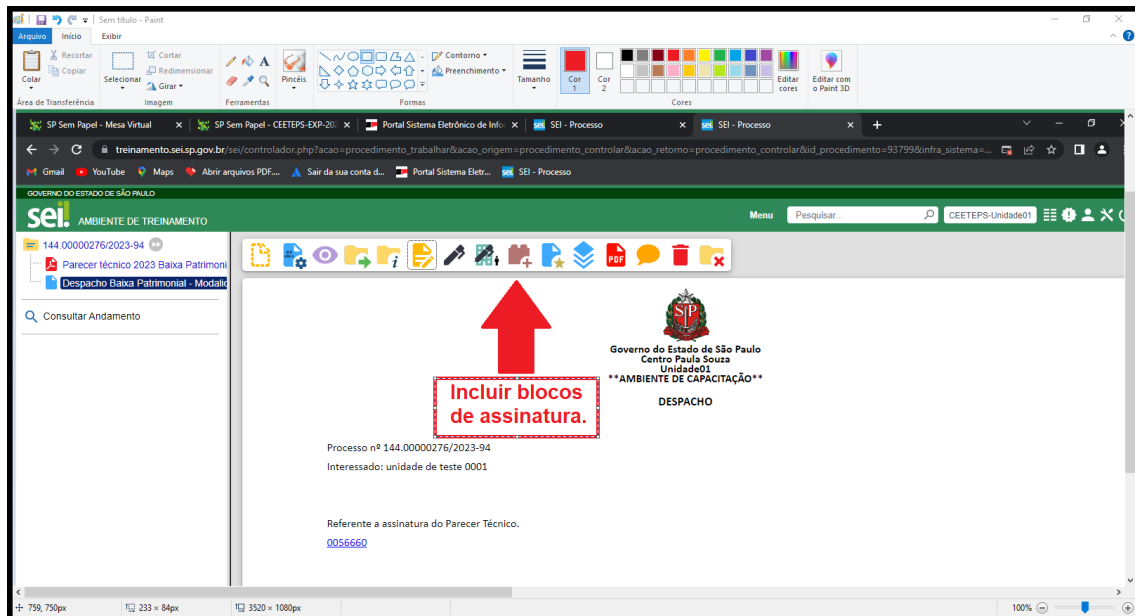 Sem título - Paint
Arquivo Início Exibir
Colar
Recortar
Copiar
Área de Transferência
Selecionar
Cortar
Redimensionar
Girar
Imagem
A
Ferramentas
Pincéis
Contorno
Preenchimento
Formas
Tamanho
Cor 1
Cor 2
Editar cores
Cores
Editar com o Paint 3D
SP Sem Papel - Mesa Virtual
SP Sem Papel - CEETEPS-EXP-20
Portal Sistema Eletrônico de Infor
SEI - Processo
SEI - Processo
treinamento.sei.sp.gov.br/sei/controlador.php?acao=procedimento_trabalhar&acao_origem=procedimento_controlar&acao_retorno=procedimento_controlar&id_procedimento=93799&infra_sistema=...
Gmail YouTube Maps Abrir arquivos PDF.... Sair da sua conta d... Portal Sistema Eletr... SEI - Processo
GOVERNO DO ESTADO DE SÃO PAULO
sei. AMBIENTE DE TREINAMENTO
Menu Pesquisar... CEETEPS-Unidade01
144.00000276/2023-94
Parecer técnico 2023 Baixa Patrimoni
Despacho Baixa Patrimonial - Modalid
Consultar Andamento
PDF
SP
Governo do Estado de São Paulo
Centro Paula Souza
Unidade01
**AMBIENTE DE CAPACITAÇÃO**
DESPACHO
Incluir blocos
de assinatura.
Processo nº 144.00000276/2023-94
Interessado: unidade de teste 0001
Referente a assinatura do Parecer Técnico.
0056660
759, 750px 233 × 84px 3520 × 1080px 100%